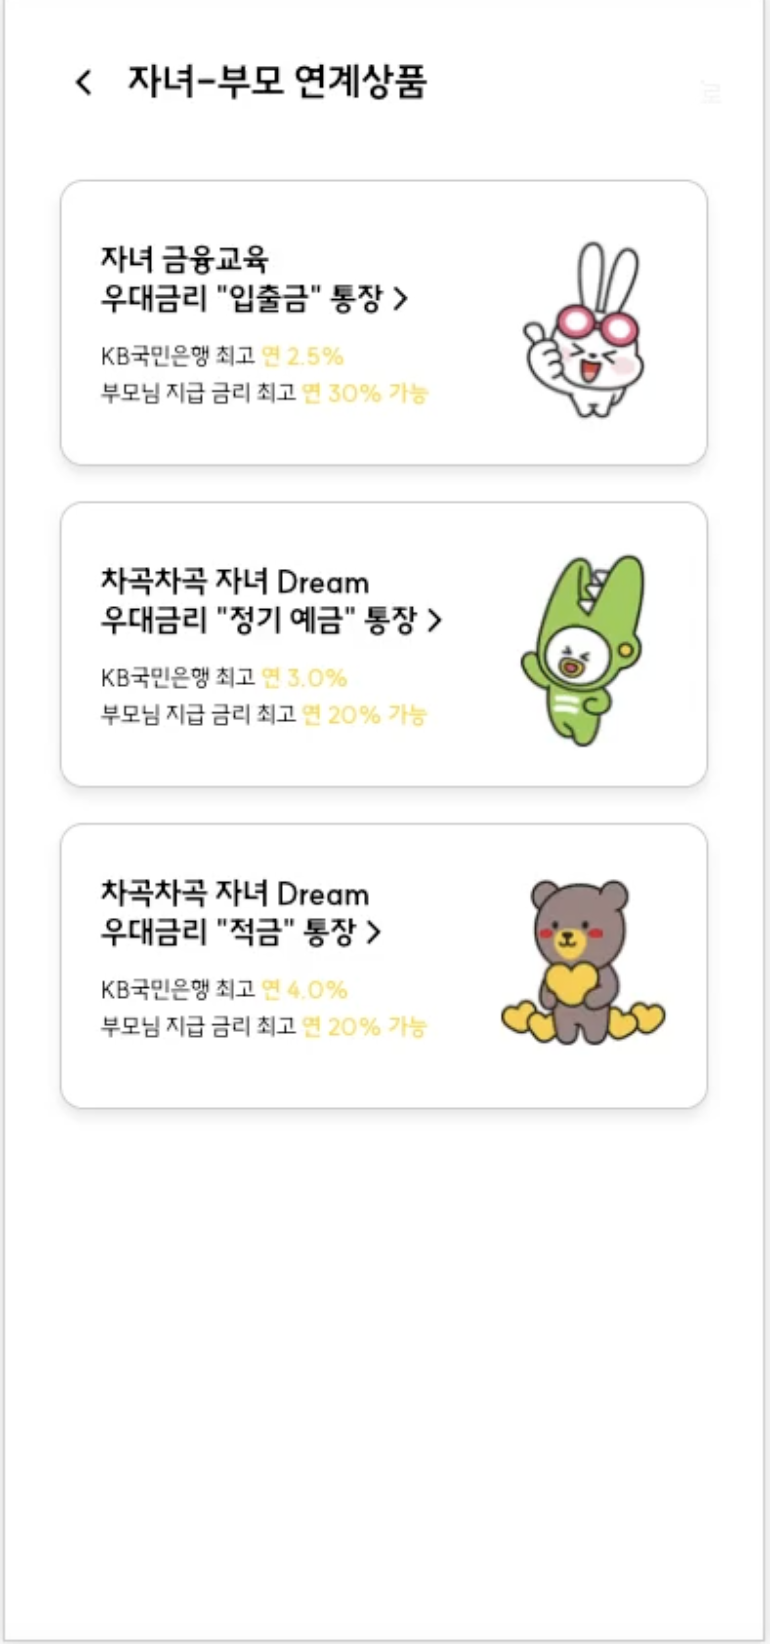 자녀-부모 연계상품
자녀 금융교육
우대금리 "입출금" 통장 >
KB국민은행 최고 연 2.5%
부모님 지급 금리 최고 연 30% 가능
차곡차곡 자녀 Dream
우대금리 "정기 예금" 통장 >
KB국민은행 최고 연 3.0%
부모님 지급 금리 최고 연 20% 가능
차곡차곡 자녀 Dream
우대금리 "적금" 통장 >
KB국민은행 최고 연 4.0%
부모님 지급 금리 최고 연 20% 가능